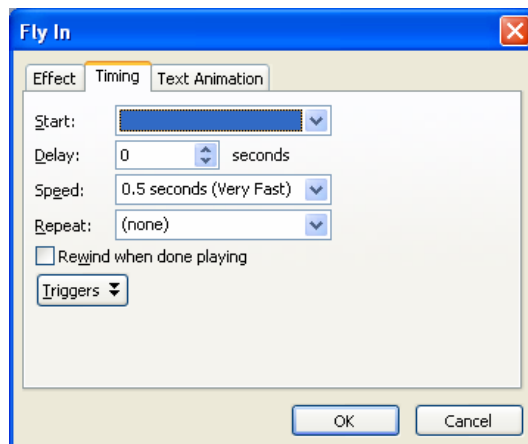 Fly In
Effect Timing Text Animation
Start:
Delay: 0 seconds
Speed: 0.5 seconds (Very Fast)
Repeat: (none)
Rewind when done playing
Triggers
OK Cancel